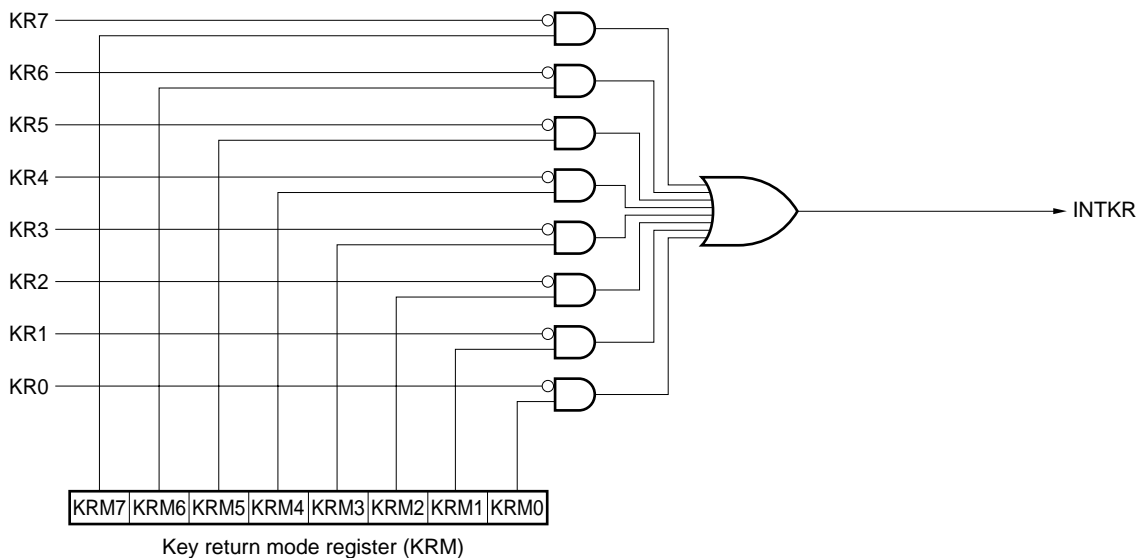 KR7
KR6
KR5
KR4
KR3
KR2
KR1
KR0
INTKR
KRM7 KRM6 KRM5 KRM4 KRM3 KRM2 KRM1 KRM0
Key return mode register (KRM)